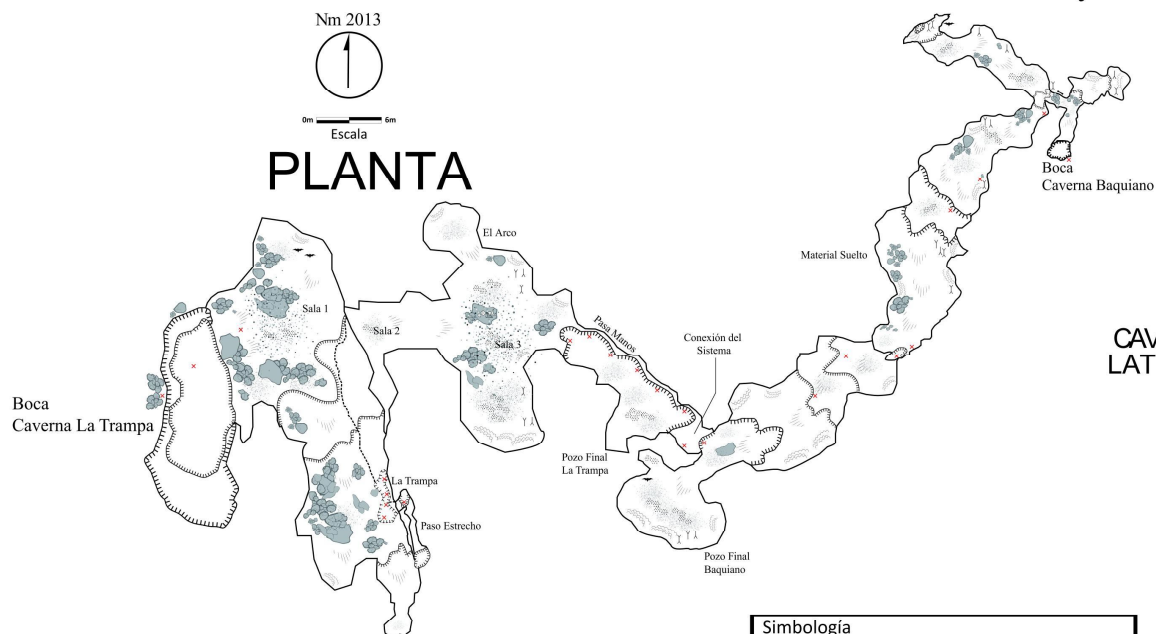 Nm 2013
0m 6m
Escala
PLANTA
Boca
Caverna Baquiano
El Arco
Material Suelto
Sala 1
Sala 2
Sala 3
Pasa Manos
Conexión del
Sistema
CAV
LAT
Boca
Caverna La Trampa
Pozo Final
La Trampa
La Trampa
Paso Estrecho
Pozo Final
Baquiano
Simbología